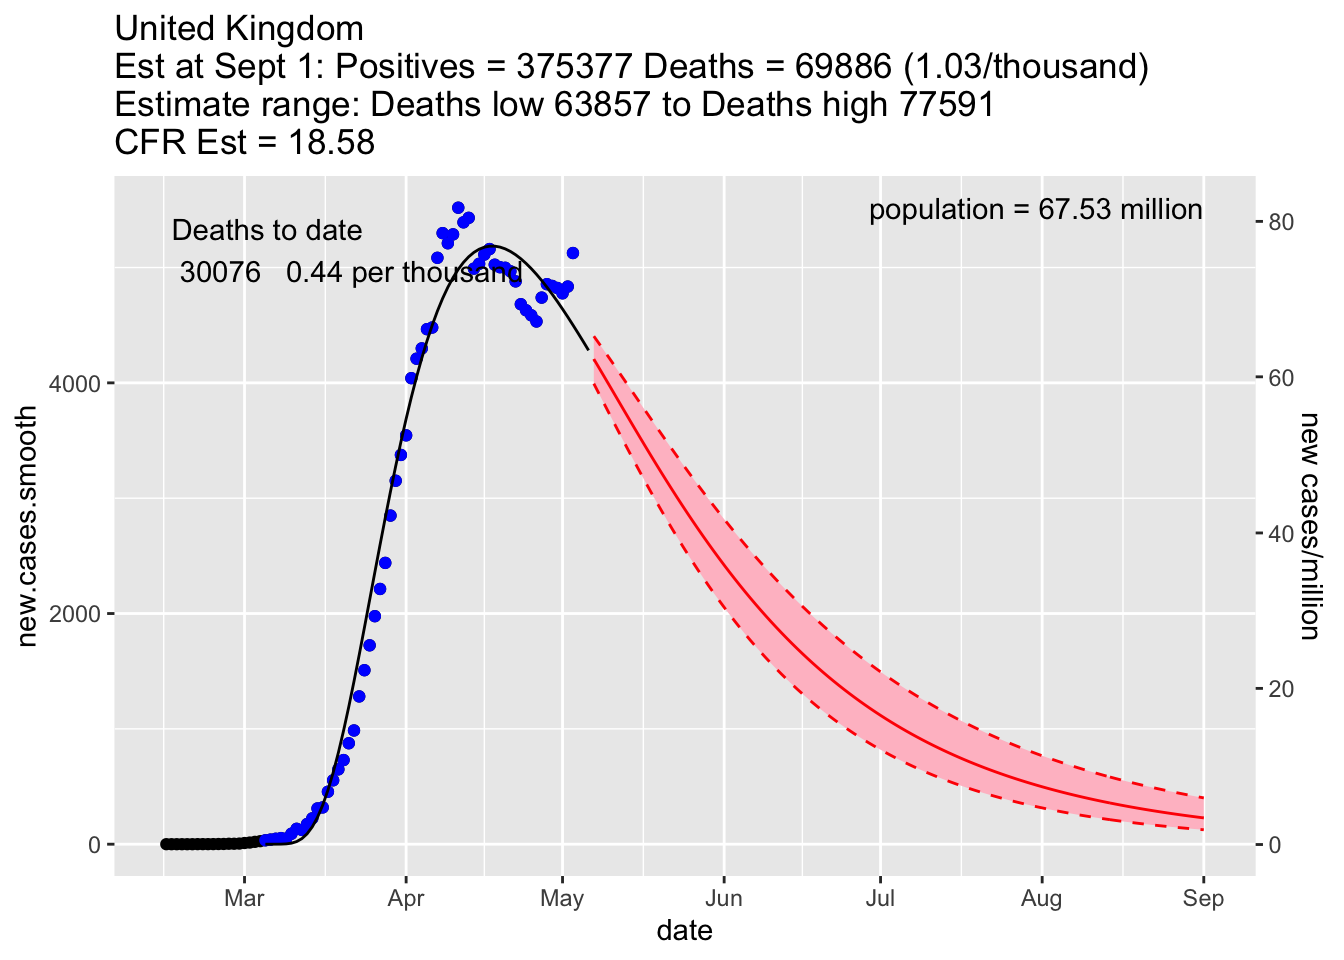 United Kingdom
Est at Sept 1: Positives = 375377 Deaths = 69886 (1.03/thousand)
Estimate range: Deaths low 63857 to Deaths high 77591
CFR Est = 18.58
population = 67.53 million
Deaths to date
30076 0.44 per thousand
new.cases.smooth
4000
2000
0
80
60
40
20
0
new cases/million
Mar Apr May Jun Jul Aug Sep
date